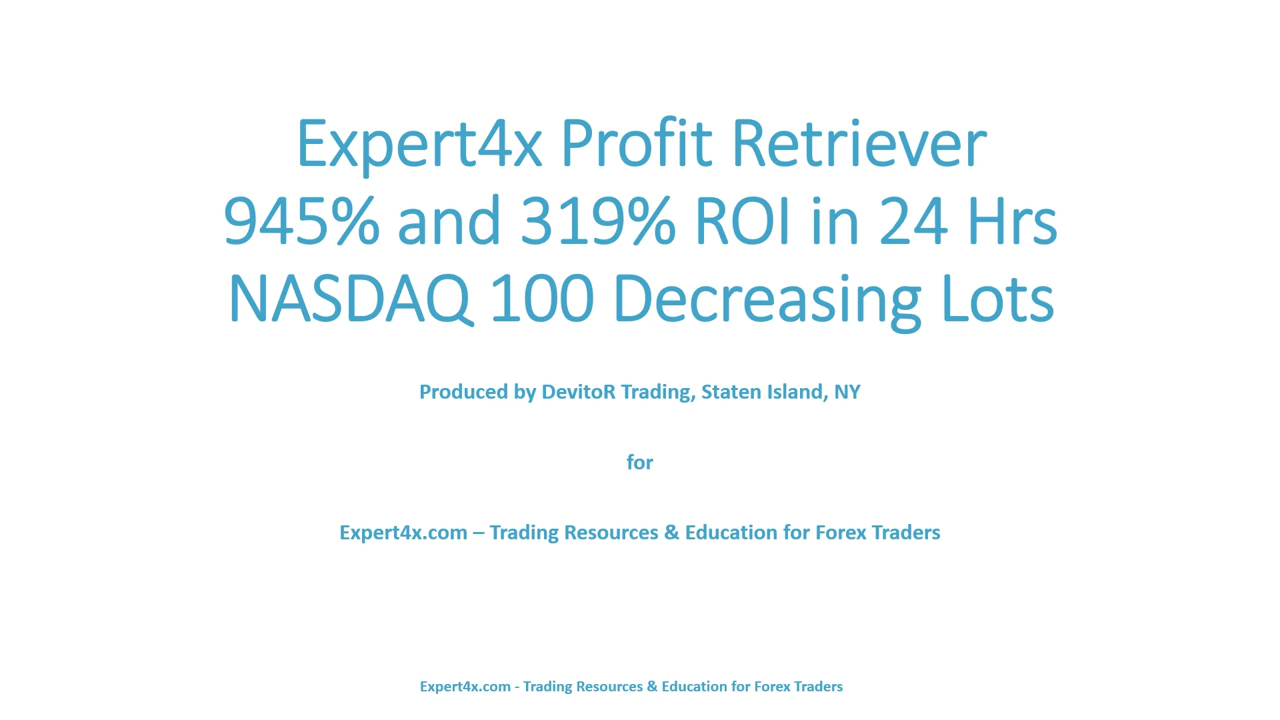 Expert4x Profit Retriever
945% and 319% ROI in 24 Hrs
NASDAQ 100 Decreasing Lots
Produced by DevitoR Trading, Staten Island, NY
for
Expert4x.com – Trading Resources & Education for Forex Traders
Expert4x.com - Trading Resources & Education for Forex Traders